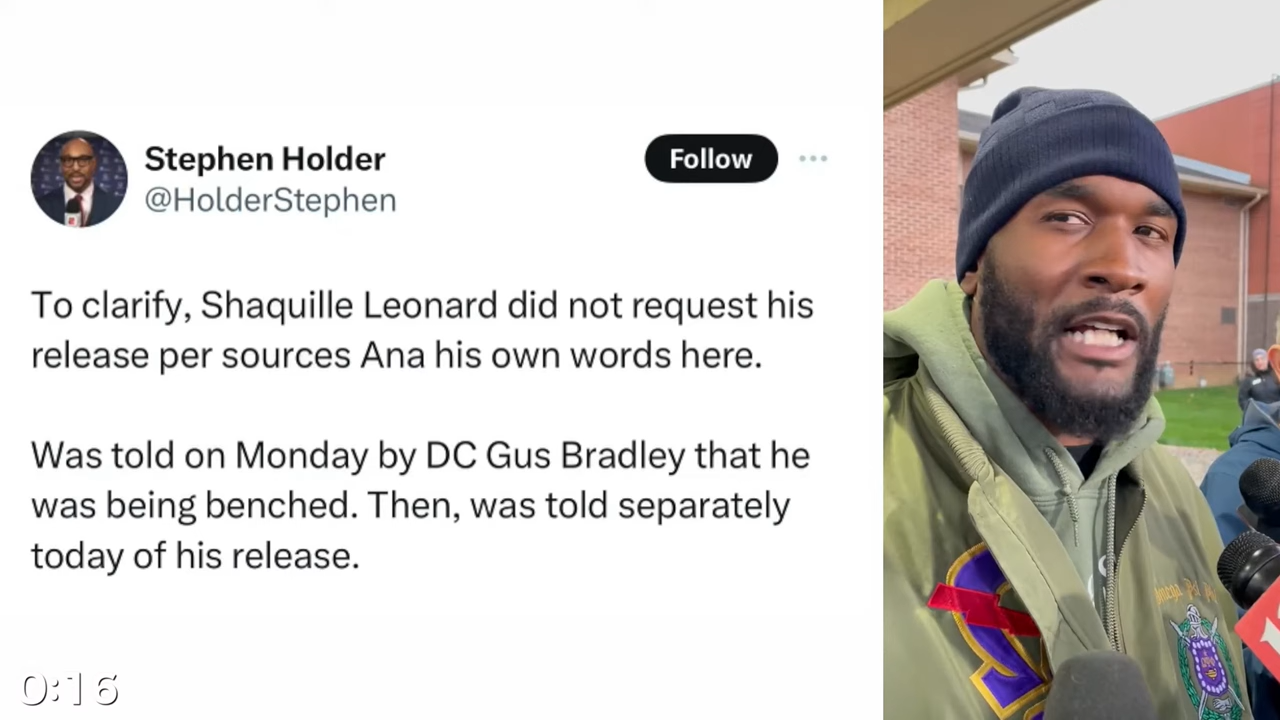 Stephen Holder
@HolderStephen
Follow
To clarify, Shaquille Leonard did not request his
release per sources Ana his own words here.
Was told on Monday by DC Gus Bradley that he
was being benched. Then, was told separately
today of his release.
0:16